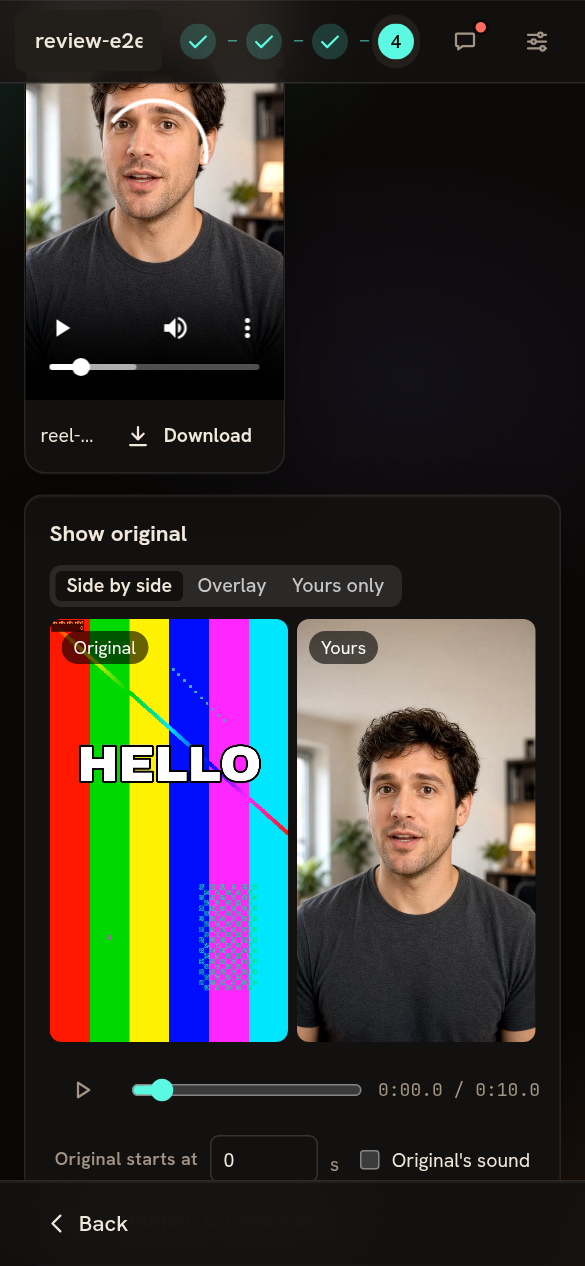 review-e2e
4
reel-...
Download
Show original
Side by side
Overlay
Yours only
Original
Yours
HELLO
0:00.0 / 0:10.0
Original starts at
0
s
Original's sound
Back